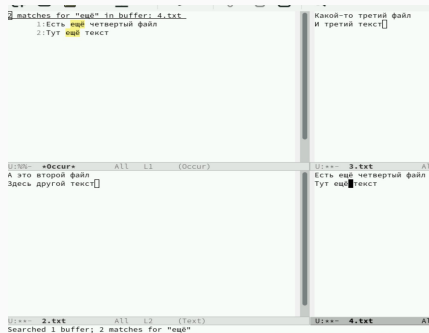 2 matches for "ещё" in buffer: 4.txt
1:Есть ещё четвертый файл
2:Тут ещё текст
U:%%- *Occur* All L1 (Occur)
Какой-то третий файл
И третий текст
U:**- 3.txt Al
А это второй файл
Здесь другой текст
U:**- 2.txt All L2 (Text)
Есть ещё четвертый файл
Тут ещё текст
U:**- 4.txt Al
Searched 1 buffer; 2 matches for "ещё"